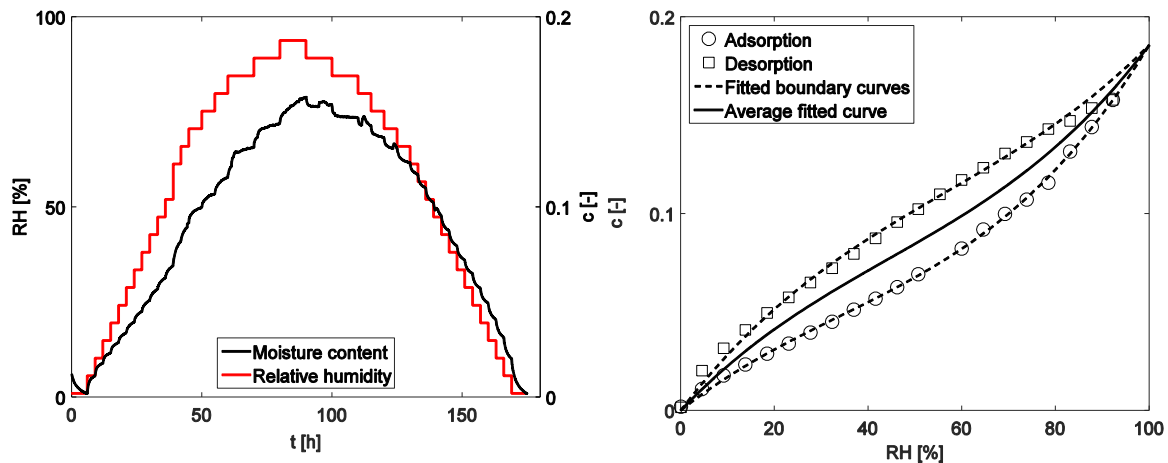 100
50
0
RH [%]
0 50 100 150
t [h]
0.2
0.1
0
c [-]
Moisture content
Relative humidity
0.2
0.1
0
c [-]
Adsorption
Desorption
Fitted boundary curves
Average fitted curve
0 20 40 60 80 100
RH [%]